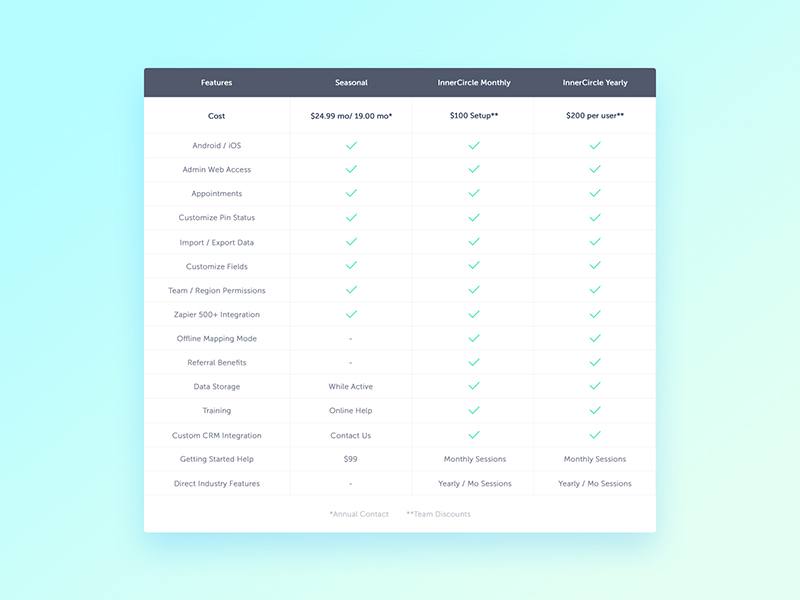 Features Seasonal InnerCircle Monthly InnerCircle Yearly
Cost $24.99 mo/ 19.00 mo* $100 Setup** $200 per user**
Android / iOS
Admin Web Access
Appointments
Customize Pin Status
Import / Export Data
Customize Fields
Team / Region Permissions
Zapier 500+ Integration
Offline Mapping Mode -
Referral Benefits -
Data Storage While Active
Training Online Help
Custom CRM Integration Contact Us
Getting Started Help $99 Monthly Sessions Monthly Sessions
Direct Industry Features - Yearly / Mo Sessions Yearly / Mo Sessions
*Annual Contact **Team Discounts